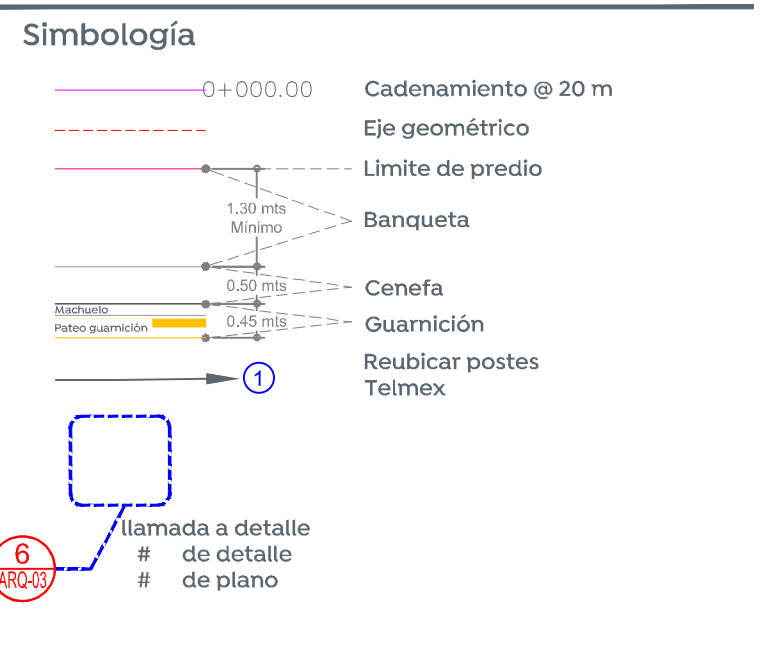 Simbología
0+000.00 Cadenamiento @ 20 m
Eje geométrico
Limite de predio
1.30 mts
Mínimo
Banqueta
0.50 mts Cenefa
Machuelo
0.45 mts Guarnición
Pateo guarnición
Reubicar postes
Telmex
1
llamada a detalle
# de detalle
# de plano
6
ARQ-03